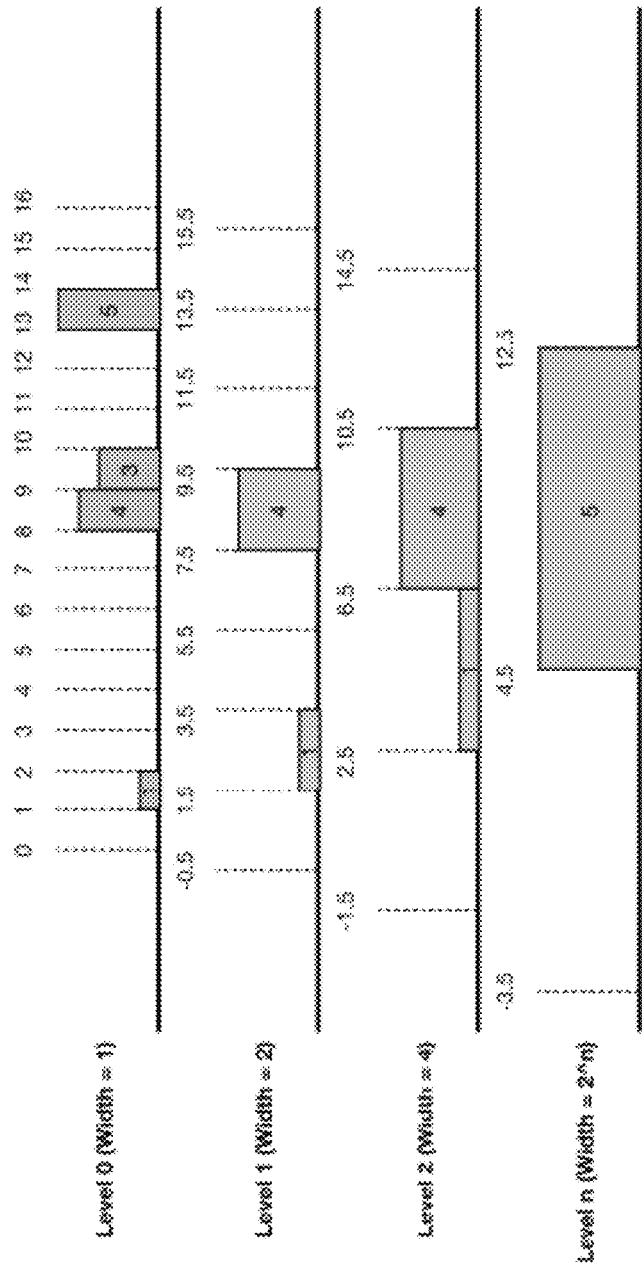 0 1 2 3 4 5 6 7 8 9 10 11 12 13 14 15 16
Level 0 (Width = 1)
4 3 5
-0.5 1.5 3.5 5.5 7.5 9.5 11.5 13.5 15.5
Level 1 (Width = 2)
4
-1.5 2.5 6.5 10.5 14.5
Level 2 (Width = 4)
4
-3.5 4.5 12.5
Level n (Width = 2^n)
5